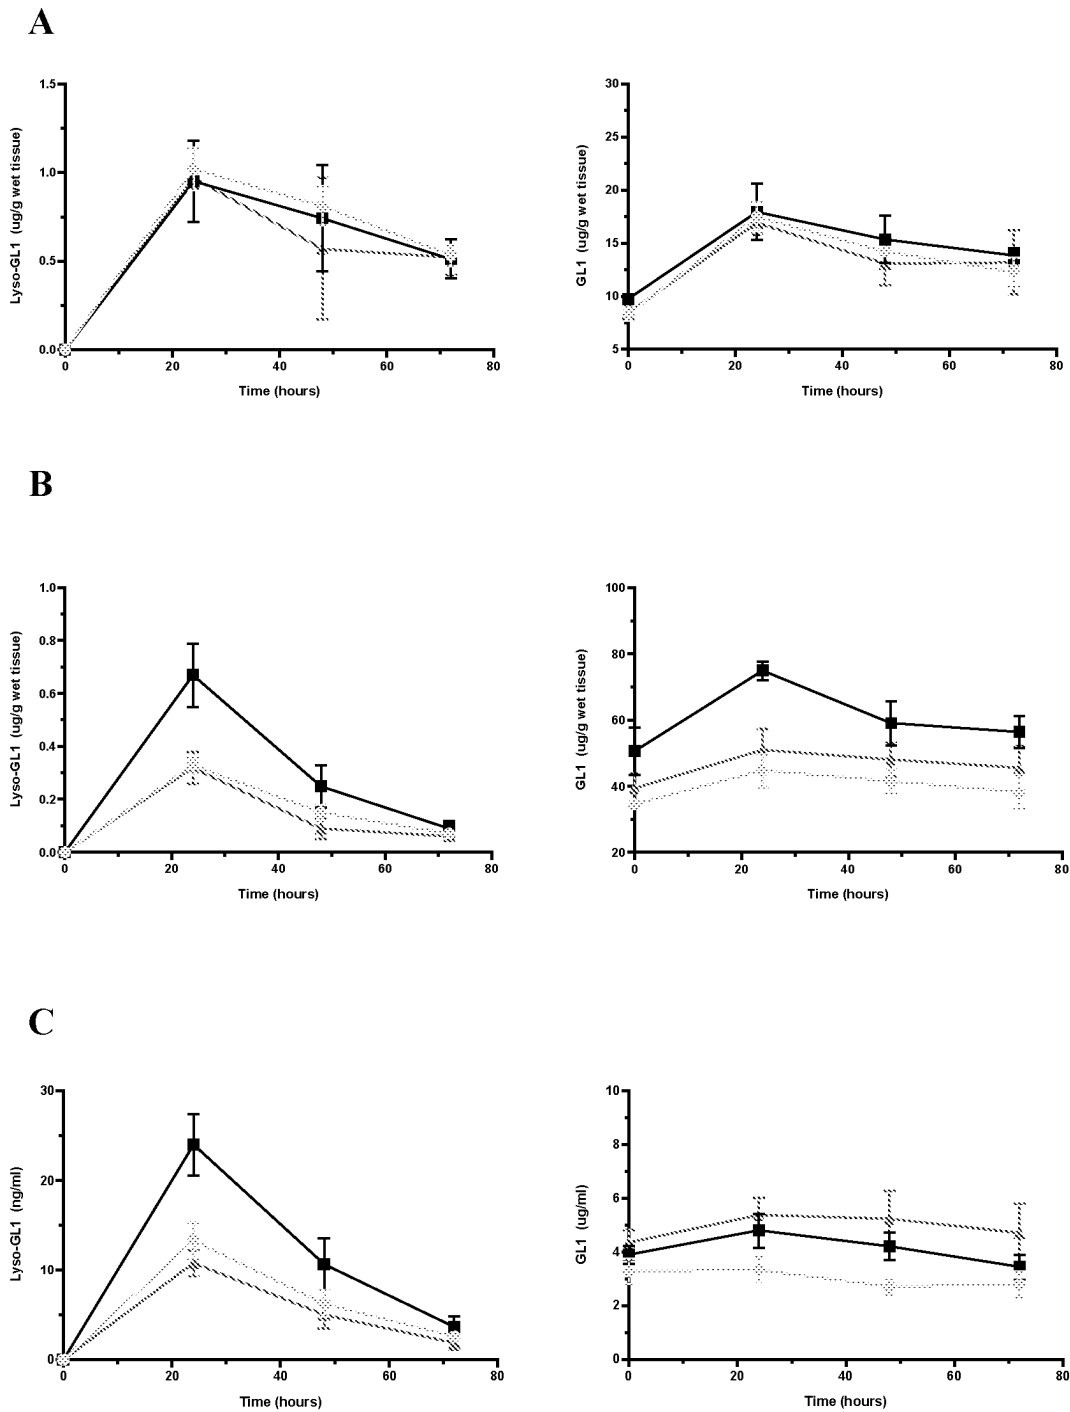 A
1.5
1.0
0.5
0.0
0 20 40 60 80
Lyso-GL1 (ug/g wet tissue)
Time (hours)
30
25
20
15
10
5
0 20 40 60 80
GL1 (ug/g wet tissue)
Time (hours)
B
1.0
0.8
0.6
0.4
0.2
0.0
0 20 40 60 80
Lyso-GL1 (ug/g wet tissue)
Time (hours)
100
80
60
40
20
0 20 40 60 80
GL1 (ug/g wet tissue)
Time (hours)
C
30
20
10
0
0 20 40 60 80
Lyso-GL1 (ng/ml)
Time (hours)
10
8
6
4
2
0
0 20 40 60 80
GL1 (ug/ml)
Time (hours)